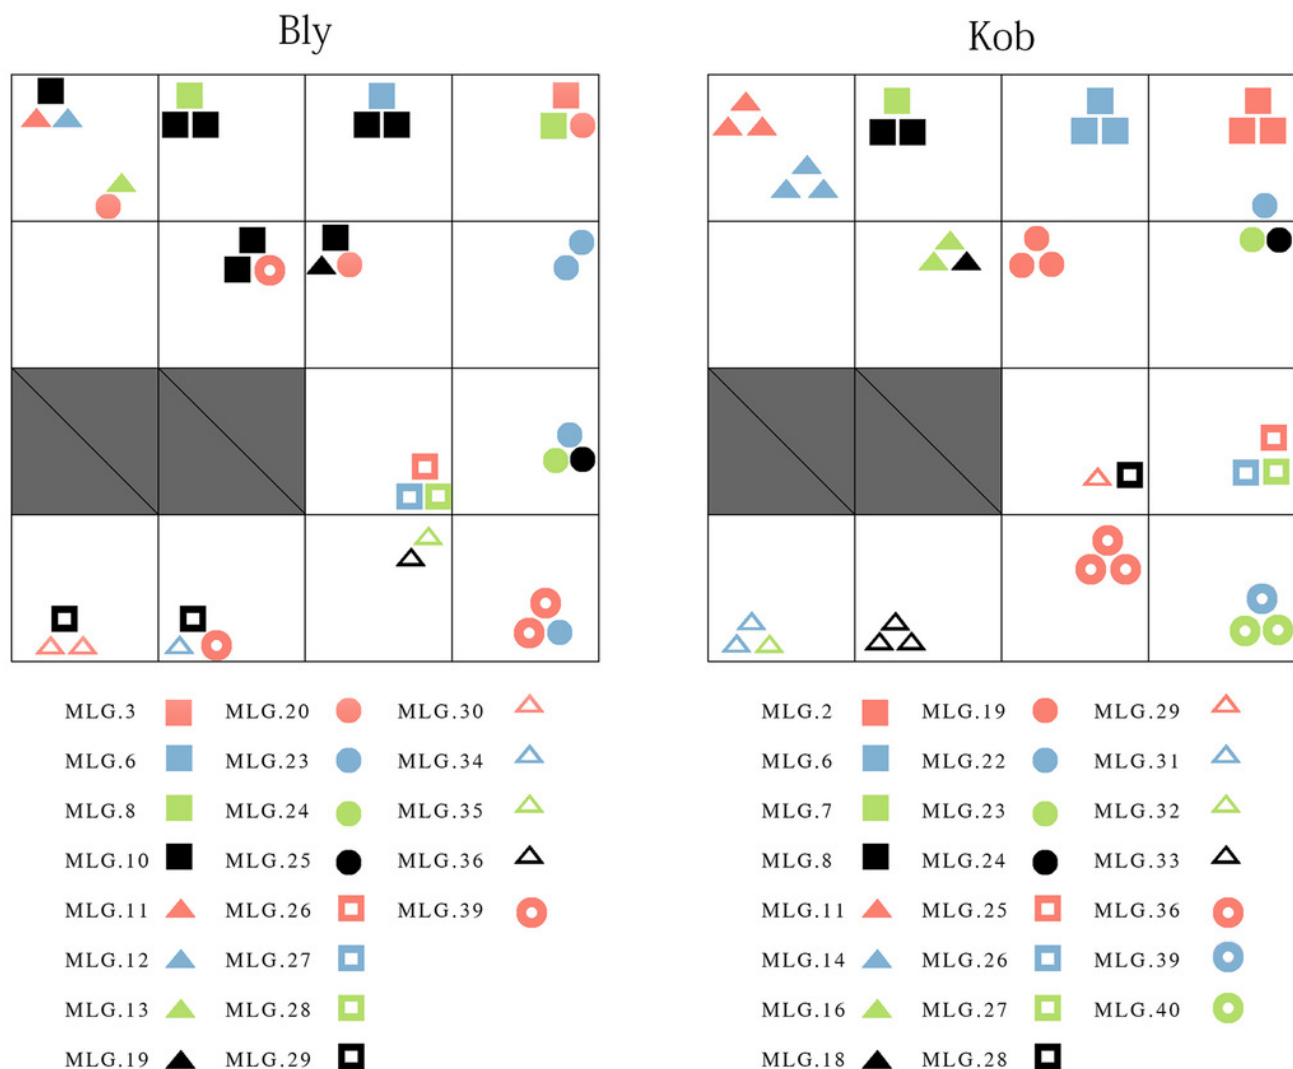 Bly Kob
MLG.3 MLG.20 MLG.30 MLG.2 MLG.19 MLG.29
MLG.6 MLG.23 MLG.34 MLG.6 MLG.22 MLG.31
MLG.8 MLG.24 MLG.35 MLG.7 MLG.23 MLG.32
MLG.10 MLG.25 MLG.36 MLG.8 MLG.24 MLG.33
MLG.11 MLG.26 MLG.39 MLG.11 MLG.25 MLG.36
MLG.12 MLG.27 MLG.14 MLG.26 MLG.39
MLG.13 MLG.28 MLG.16 MLG.27 MLG.40
MLG.19 MLG.29 MLG.18 MLG.28